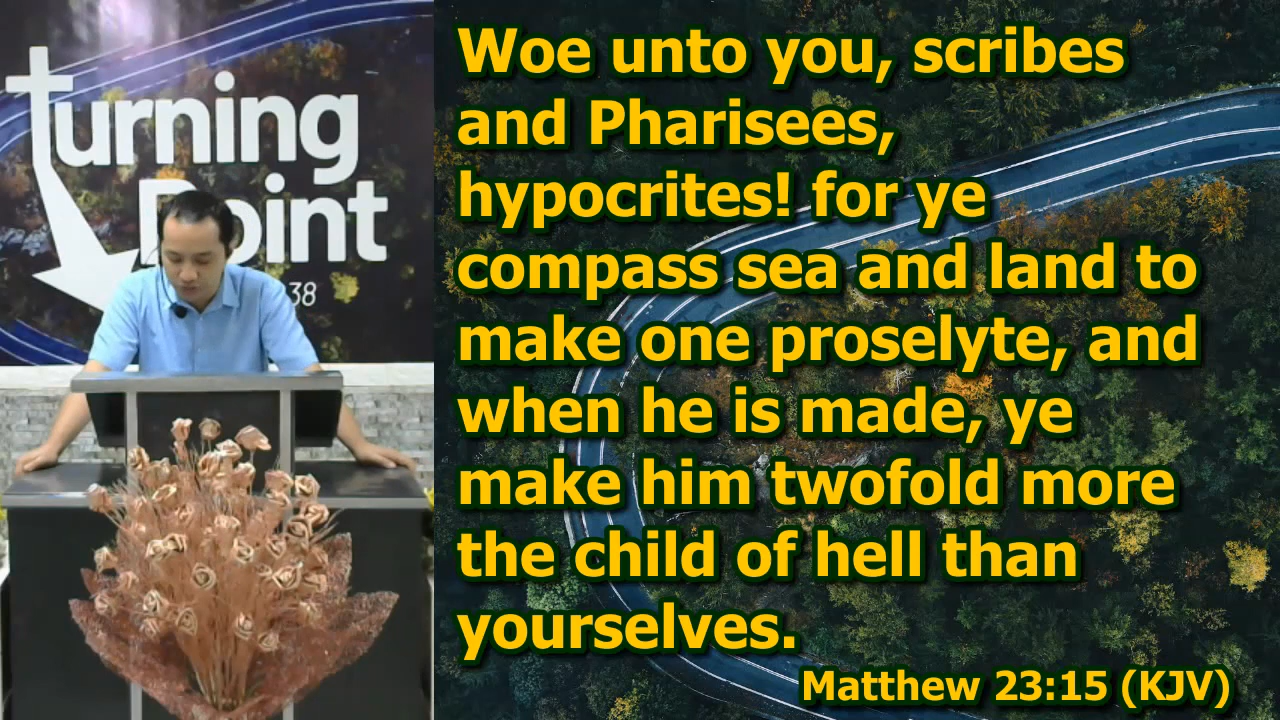 turning
Point
38
Woe unto you, scribes
and Pharisees,
hypocrites! for ye
compass sea and land to
make one proselyte, and
when he is made, ye
make him twofold more
the child of hell than
yourselves.
Matthew 23:15 (KJV)